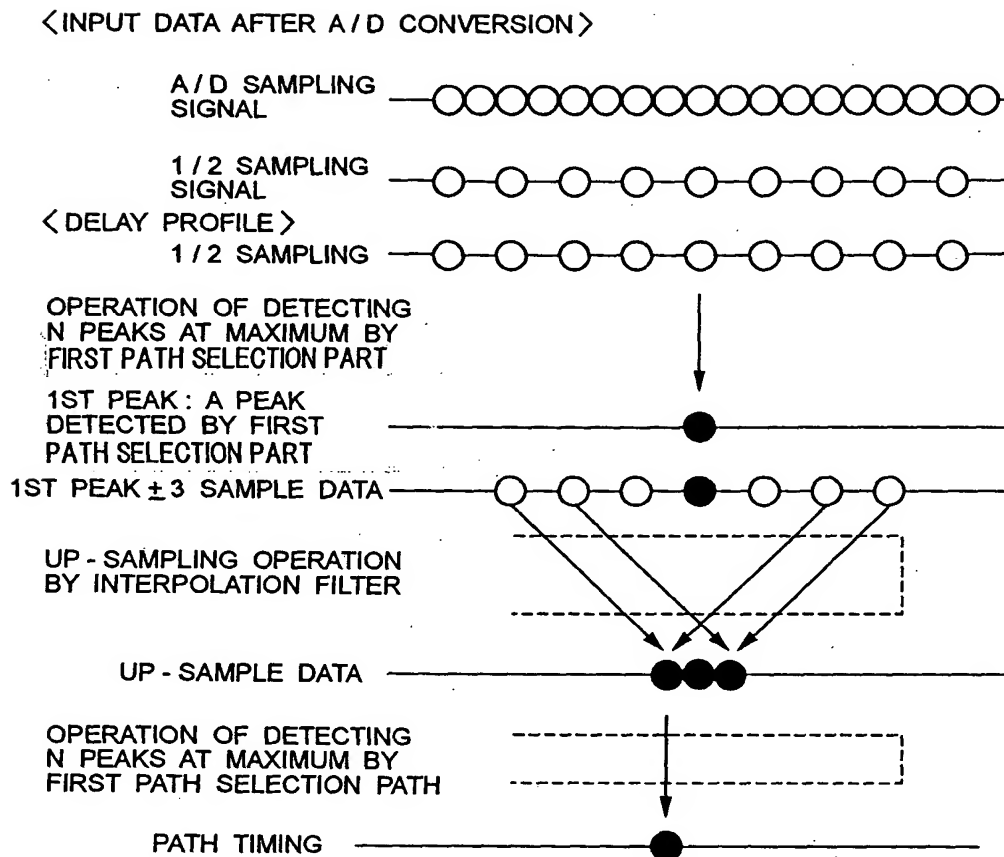 <INPUT DATA AFTER A/D CONVERSION>
A/D SAMPLING
SIGNAL
1/2 SAMPLING
SIGNAL
<DELAY PROFILE>
1/2 SAMPLING
OPERATION OF DETECTING
N PEAKS AT MAXIMUM BY
FIRST PATH SELECTION PART
1ST PEAK: A PEAK
DETECTED BY FIRST
PATH SELECTION PART
1ST PEAK ± 3 SAMPLE DATA
UP-SAMPLING OPERATION
BY INTERPOLATION FILTER
UP-SAMPLE DATA
OPERATION OF DETECTING
N PEAKS AT MAXIMUM BY
FIRST PATH SELECTION PATH
PATH TIMING